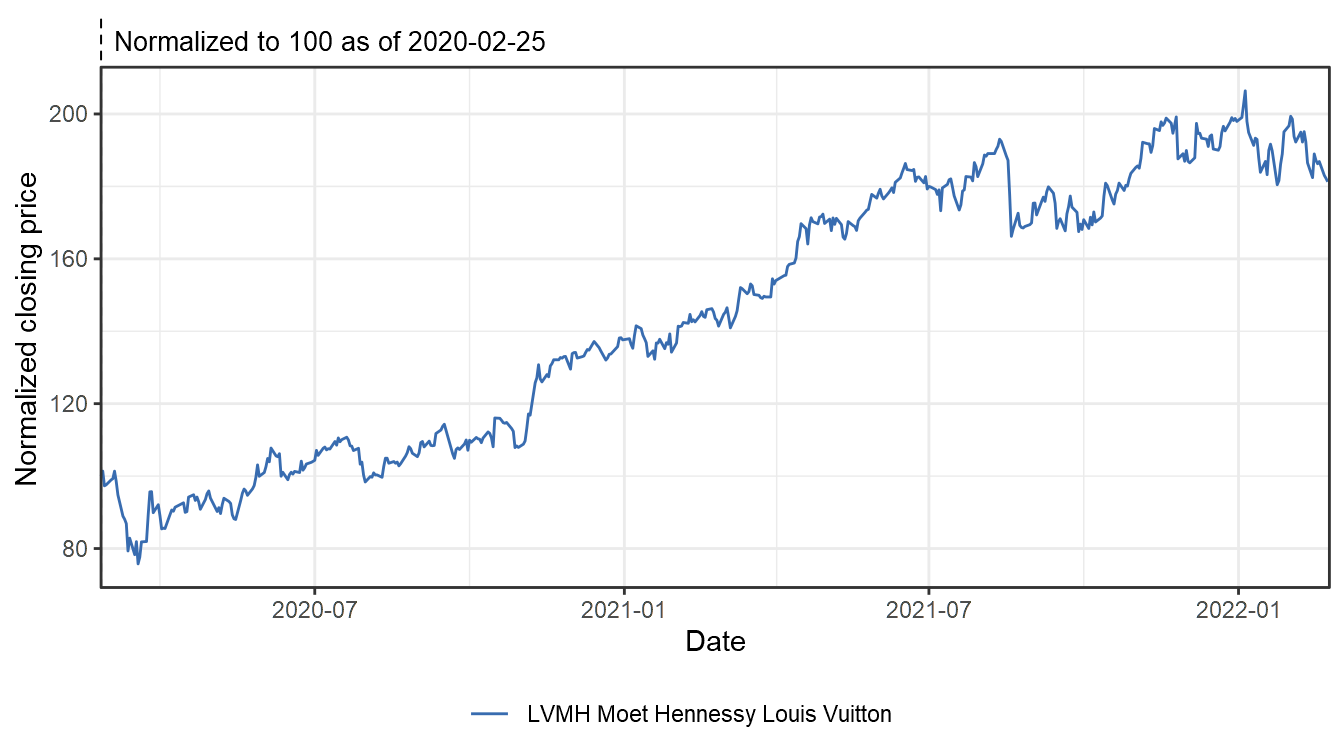 Normalized to 100 as of 2020-02-25
Normalized closing price
200
160
120
80
2020-07
2021-01
2021-07
2022-01
Date
LVMH Moet Hennessy Louis Vuitton